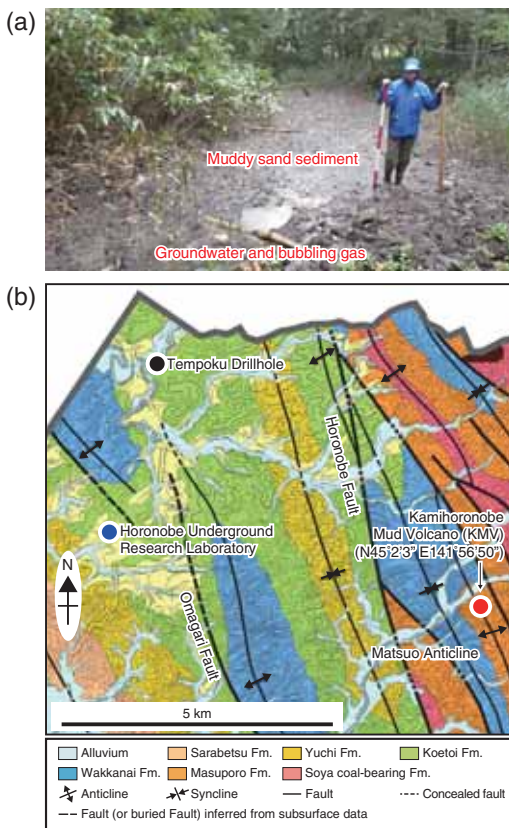 (a)
Muddy sand sediment
Groundwater and bubbling gas
(b)
Tempoku Drillhole
Horonobe Fault
Kamihoronobe
Mud Volcano (KMV)
(N45°2'3" E141°56'50")
Horonobe Underground
Research Laboratory
N
Omagari Fault
Matsuo Anticline
5 km
Alluvium Sarabetsu Fm. Yuchi Fm. Koetoi Fm.
Wakkanai Fm. Masuporo Fm. Soya coal-bearing Fm.
Anticline Syncline Fault Concealed fault
Fault (or buried Fault) inferred from subsurface data